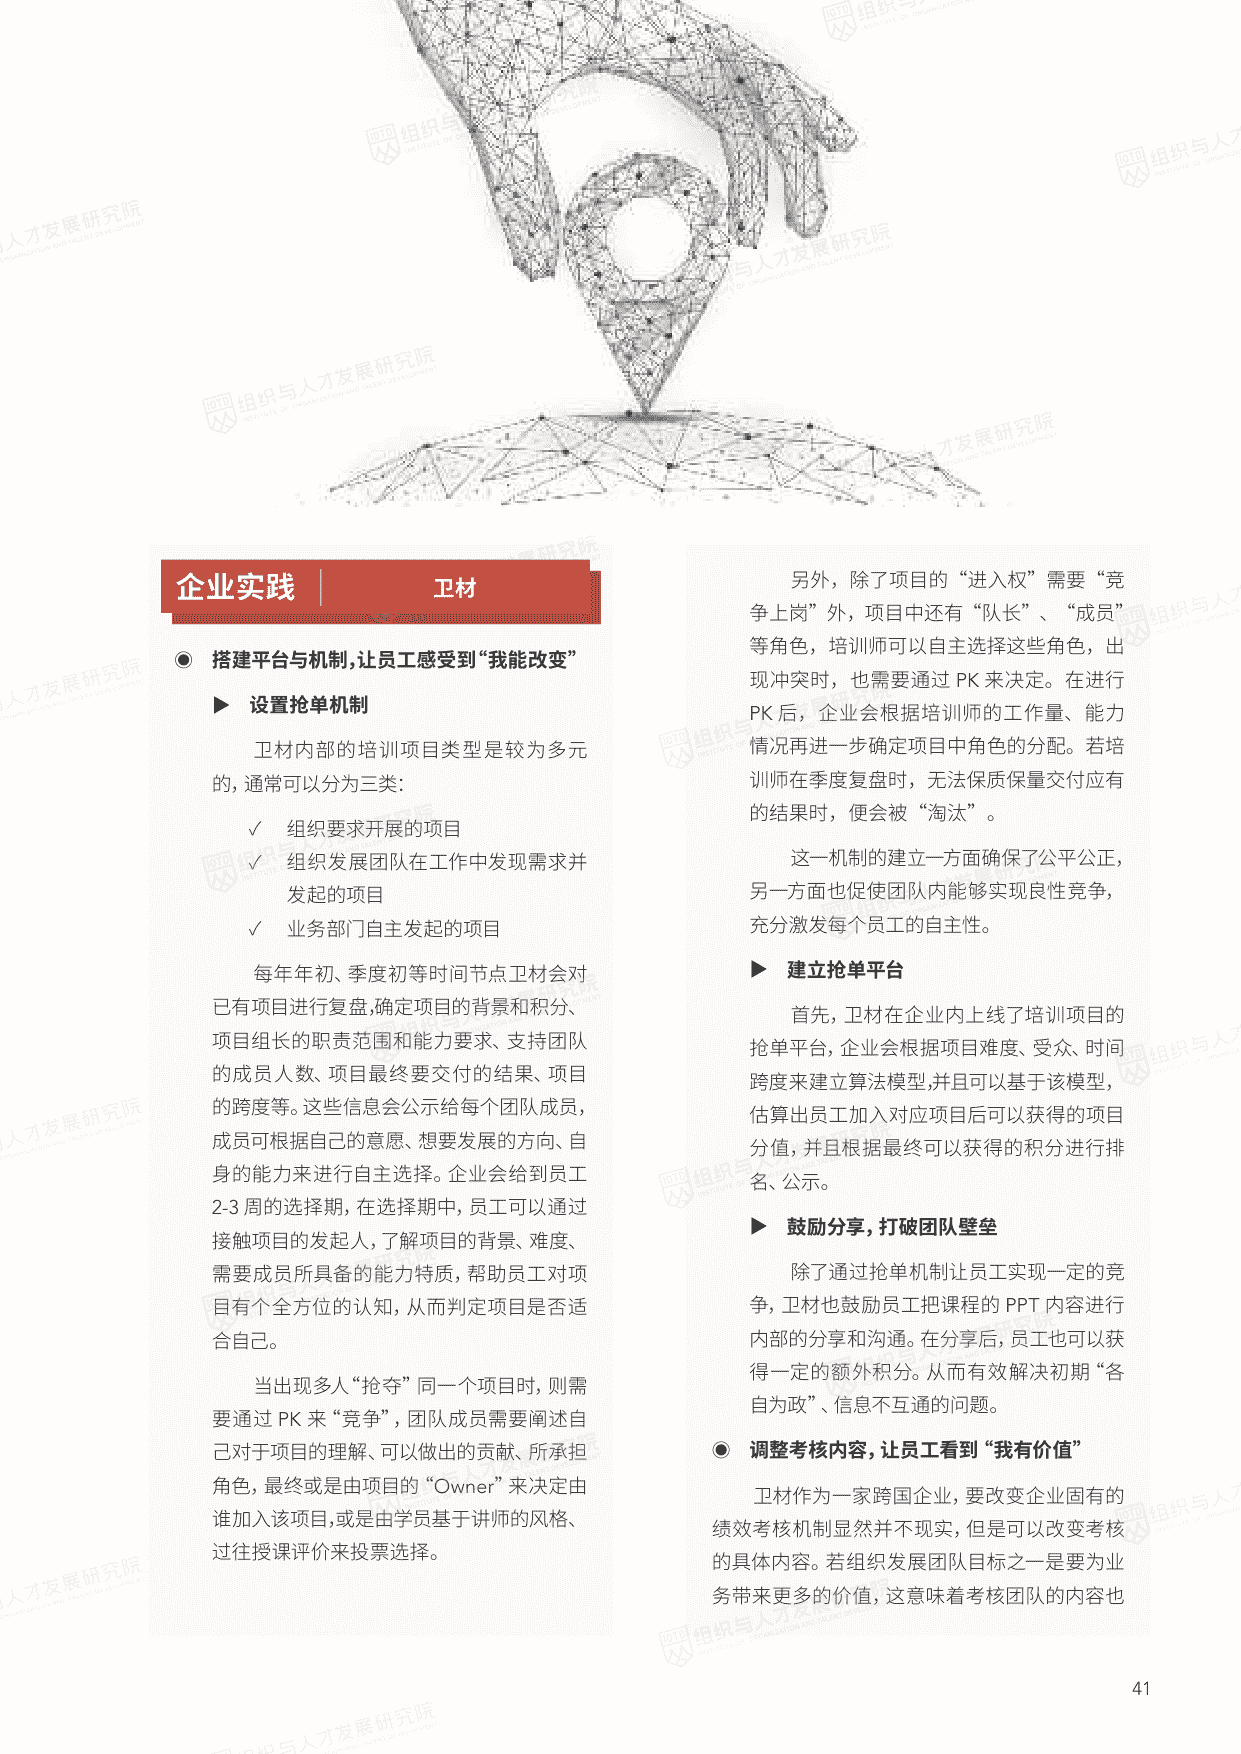 企业实践 卫材
◉ 搭建平台与机制，让员工感受到“我能改变”
▶ 设置抢单机制
卫材内部的培训项目类型是较为多元
的，通常可以分为三类：
✓ 组织要求开展的项目
✓ 组织发展团队在工作中发现需求并
发起的项目
✓ 业务部门自主发起的项目
每年年初、季度初等时间节点卫材会对
已有项目进行复盘，确定项目的背景和积分、
项目组长的职责范围和能力要求、支持团队
的成员人数、项目最终要交付的结果、项目
的跨度等。这些信息会公示给每个团队成员，
成员可根据自己的意愿、想要发展的方向、自
身的能力来进行自主选择。企业会给到员工
2-3 周的选择期，在选择期中，员工可以通过
接触项目的发起人，了解项目的背景、难度、
需要成员所具备的能力特质，帮助员工对项
目有个全方位的认知，从而判定项目是否适
合自己。
当出现多人“抢夺”同一个项目时，则需
要通过 PK 来“竞争”，团队成员需要阐述自
己对于项目的理解、可以做出的贡献、所承担
角色，最终或是由项目的“Owner”来决定由
谁加入该项目，或是由学员基于讲师的风格、
过往授课评价来投票选择。
另外，除了项目的“进入权”需要“竞
争上岗”外，项目中还有“队长”、“成员”
等角色，培训师可以自主选择这些角色，出
现冲突时，也需要通过 PK 来决定。在进行
PK 后，企业会根据培训师的工作量、能力
情况再进一步确定项目中角色的分配。若培
训师在季度复盘时，无法保质保量交付应有
的结果时，便会被“淘汰”。
这一机制的建立一方面确保了公平公正，
另一方面也促使团队内能够实现良性竞争，
充分激发每个员工的自主性。
▶ 建立抢单平台
首先，卫材在企业内上线了培训项目的
抢单平台，企业会根据项目难度、受众、时间
跨度来建立算法模型，并且可以基于该模型，
估算出员工加入对应项目后可以获得的项目
分值，并且根据最终可以获得的积分进行排
名、公示。
▶ 鼓励分享，打破团队壁垒
除了通过抢单机制让员工实现一定的竞
争，卫材也鼓励员工把课程的 PPT 内容进行
内部的分享和沟通。在分享后，员工也可以获
得一定的额外积分。从而有效解决初期“各
自为政”、信息不互通的问题。
◉ 调整考核内容，让员工看到“我有价值”
卫材作为一家跨国企业，要改变企业固有的
绩效考核机制显然并不现实，但是可以改变考核
的具体内容。若组织发展团队目标之一是要为业
务带来更多的价值，这意味着考核团队的内容也
41